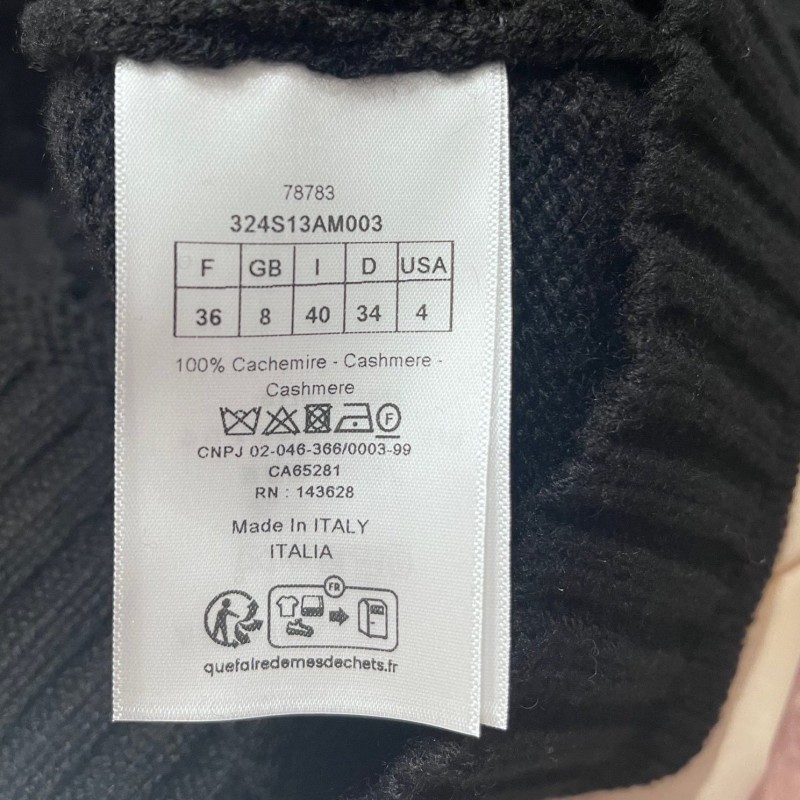 78783
324S13AM003
F GB I D USA
36 8 40 34 4
100% Cachemire - Cashmere -
Cashmere
F
CNPJ 02-046-366/0003-99
CA65281
RN : 143628
Made In ITALY
ITALIA
FR
quefairedemesdechets.fr